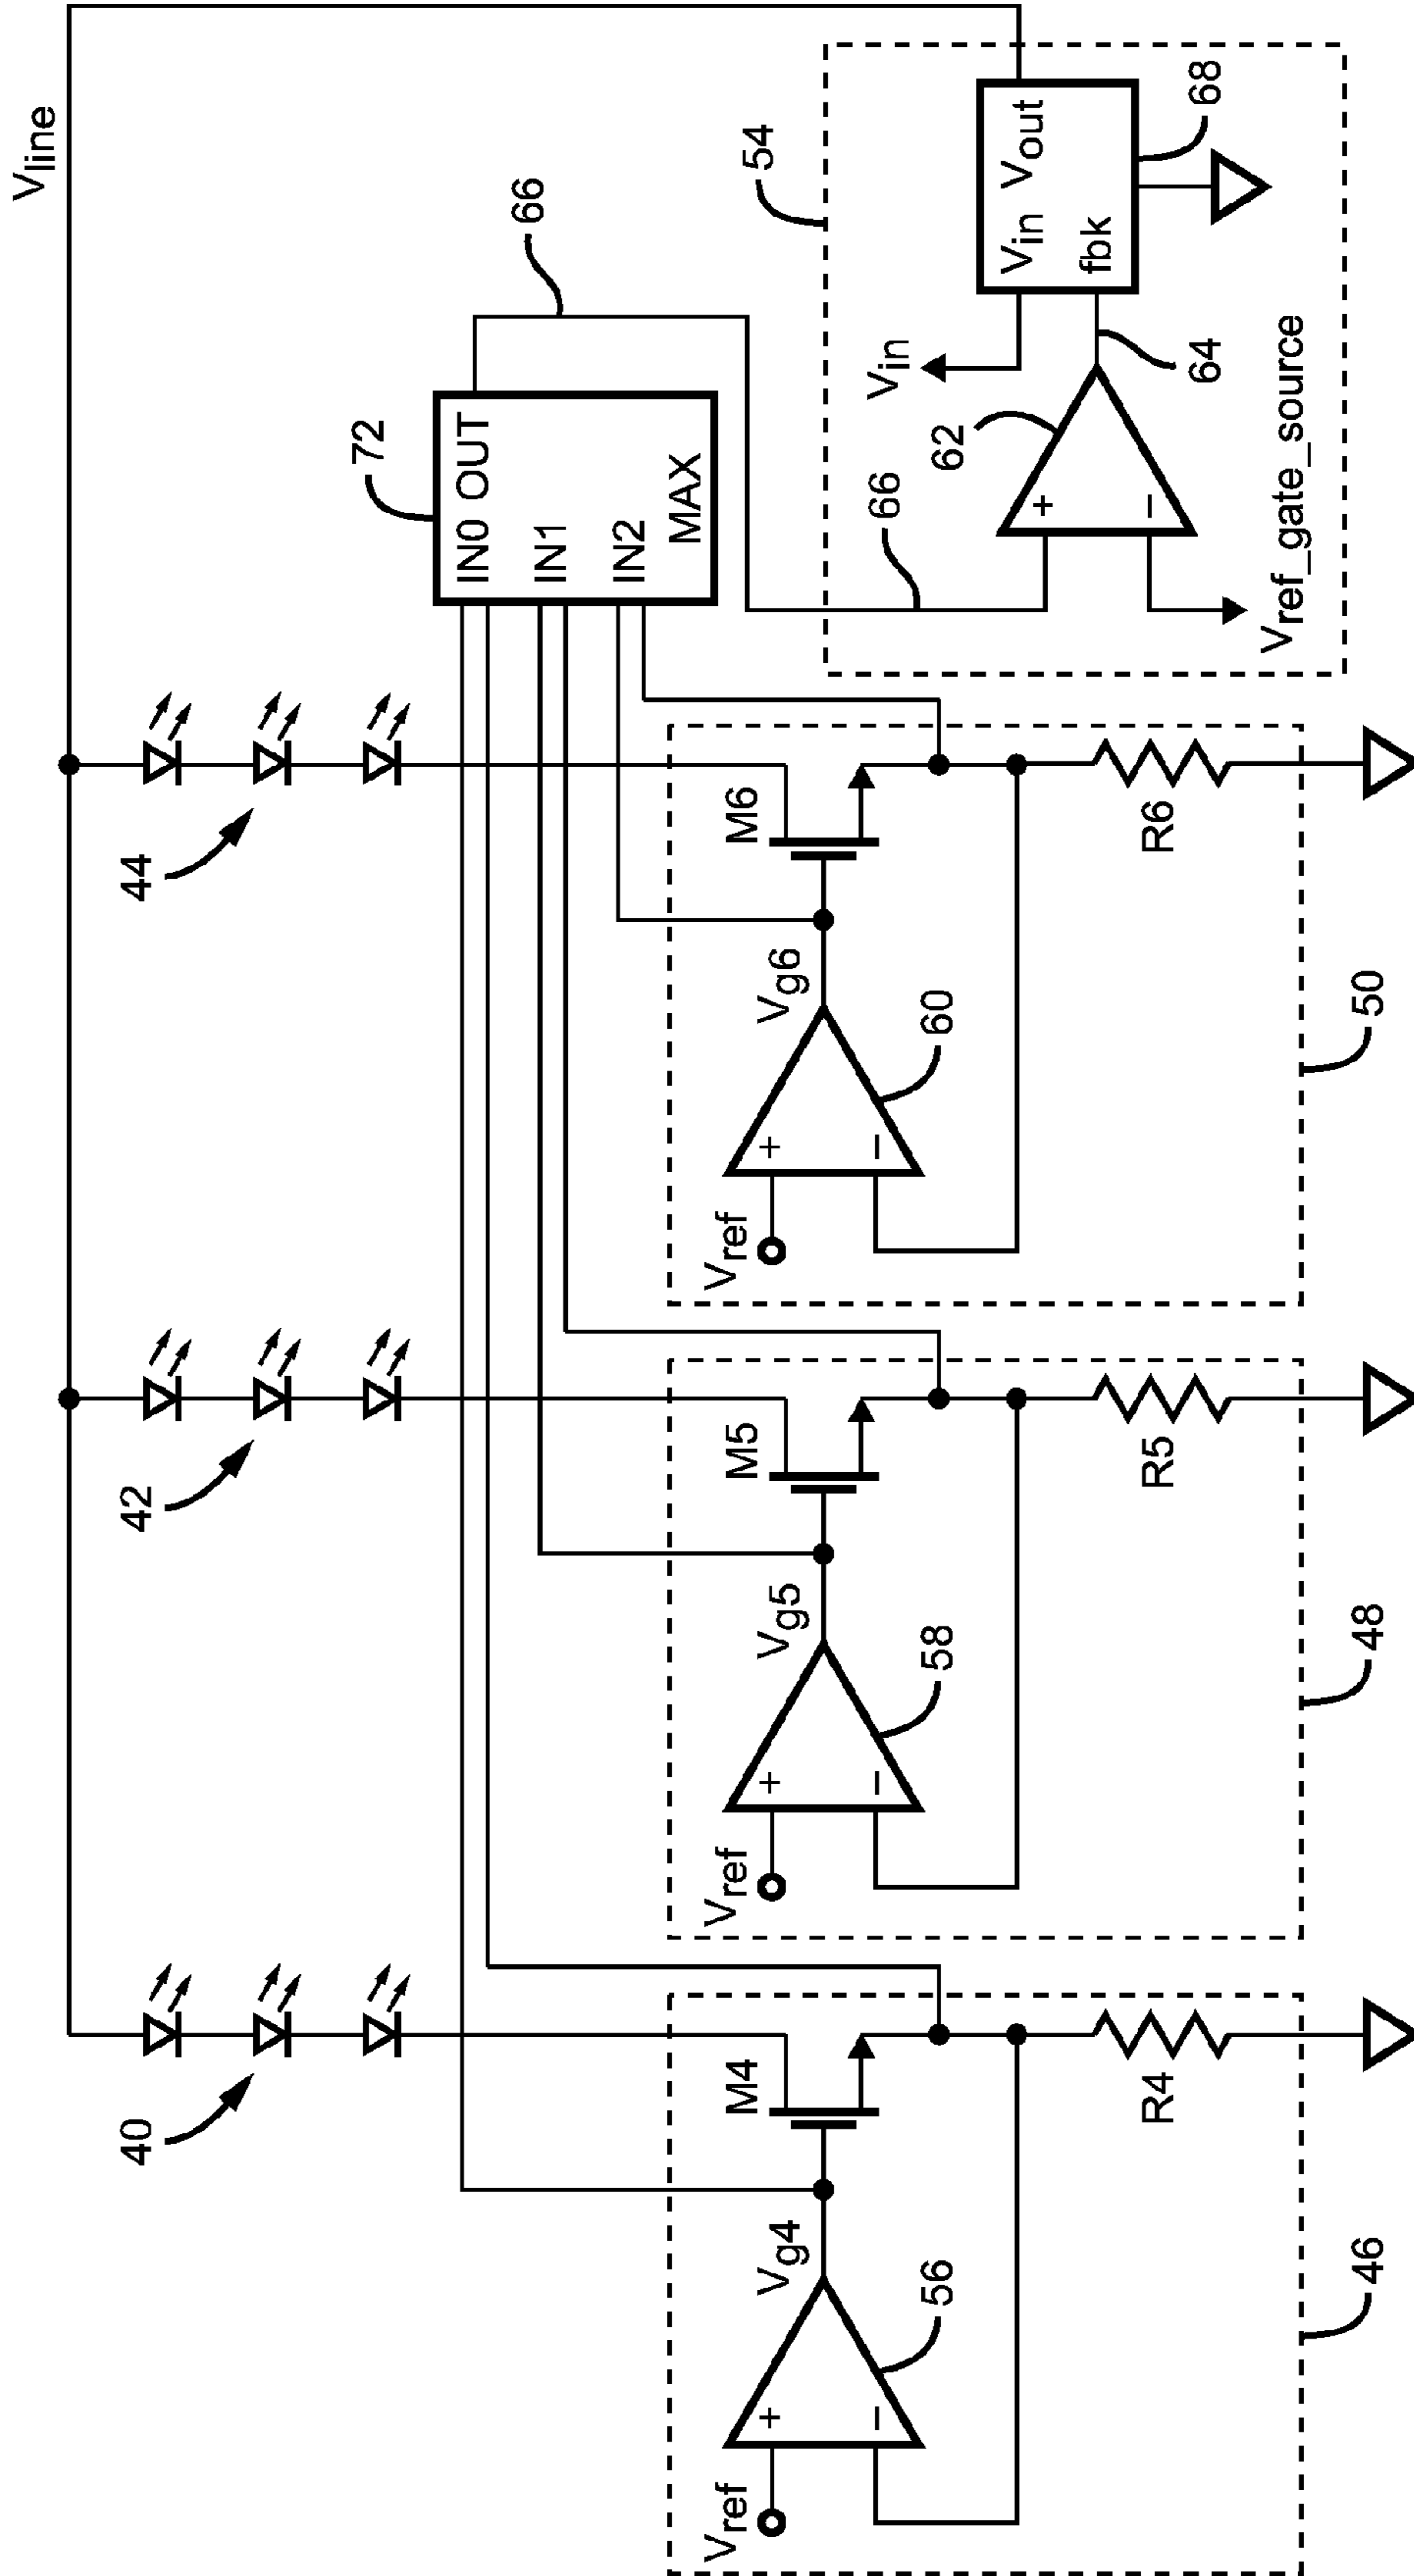 Vline
40
42
44
72
66
IN0 OUT
IN1
IN2
MAX
54
Vin
Vin Vout
fbk
68
66
62
+
−
64
Vref_gate_source
Vref
+
−
Vg4
56
M4
R4
46
Vref
+
−
Vg5
58
M5
R5
48
Vref
+
−
Vg6
60
M6
R6
50